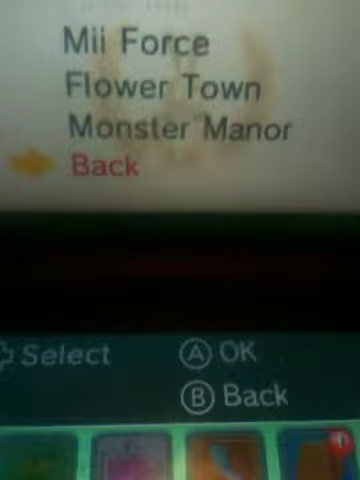 Mii Force
Flower Town
Monster Manor
Back
Select
A OK
B Back